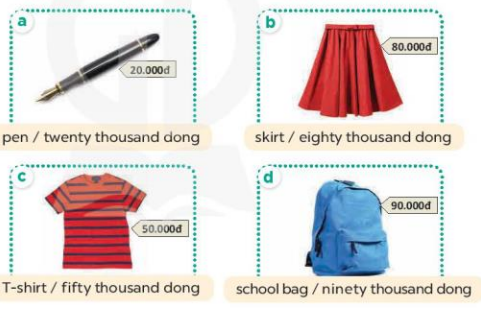 a
20.000đ
pen / twenty thousand dong
b
80.000đ
skirt / eighty thousand dong
c
50.000đ
T-shirt / fifty thousand dong
d
90.000đ
school bag / ninety thousand dong